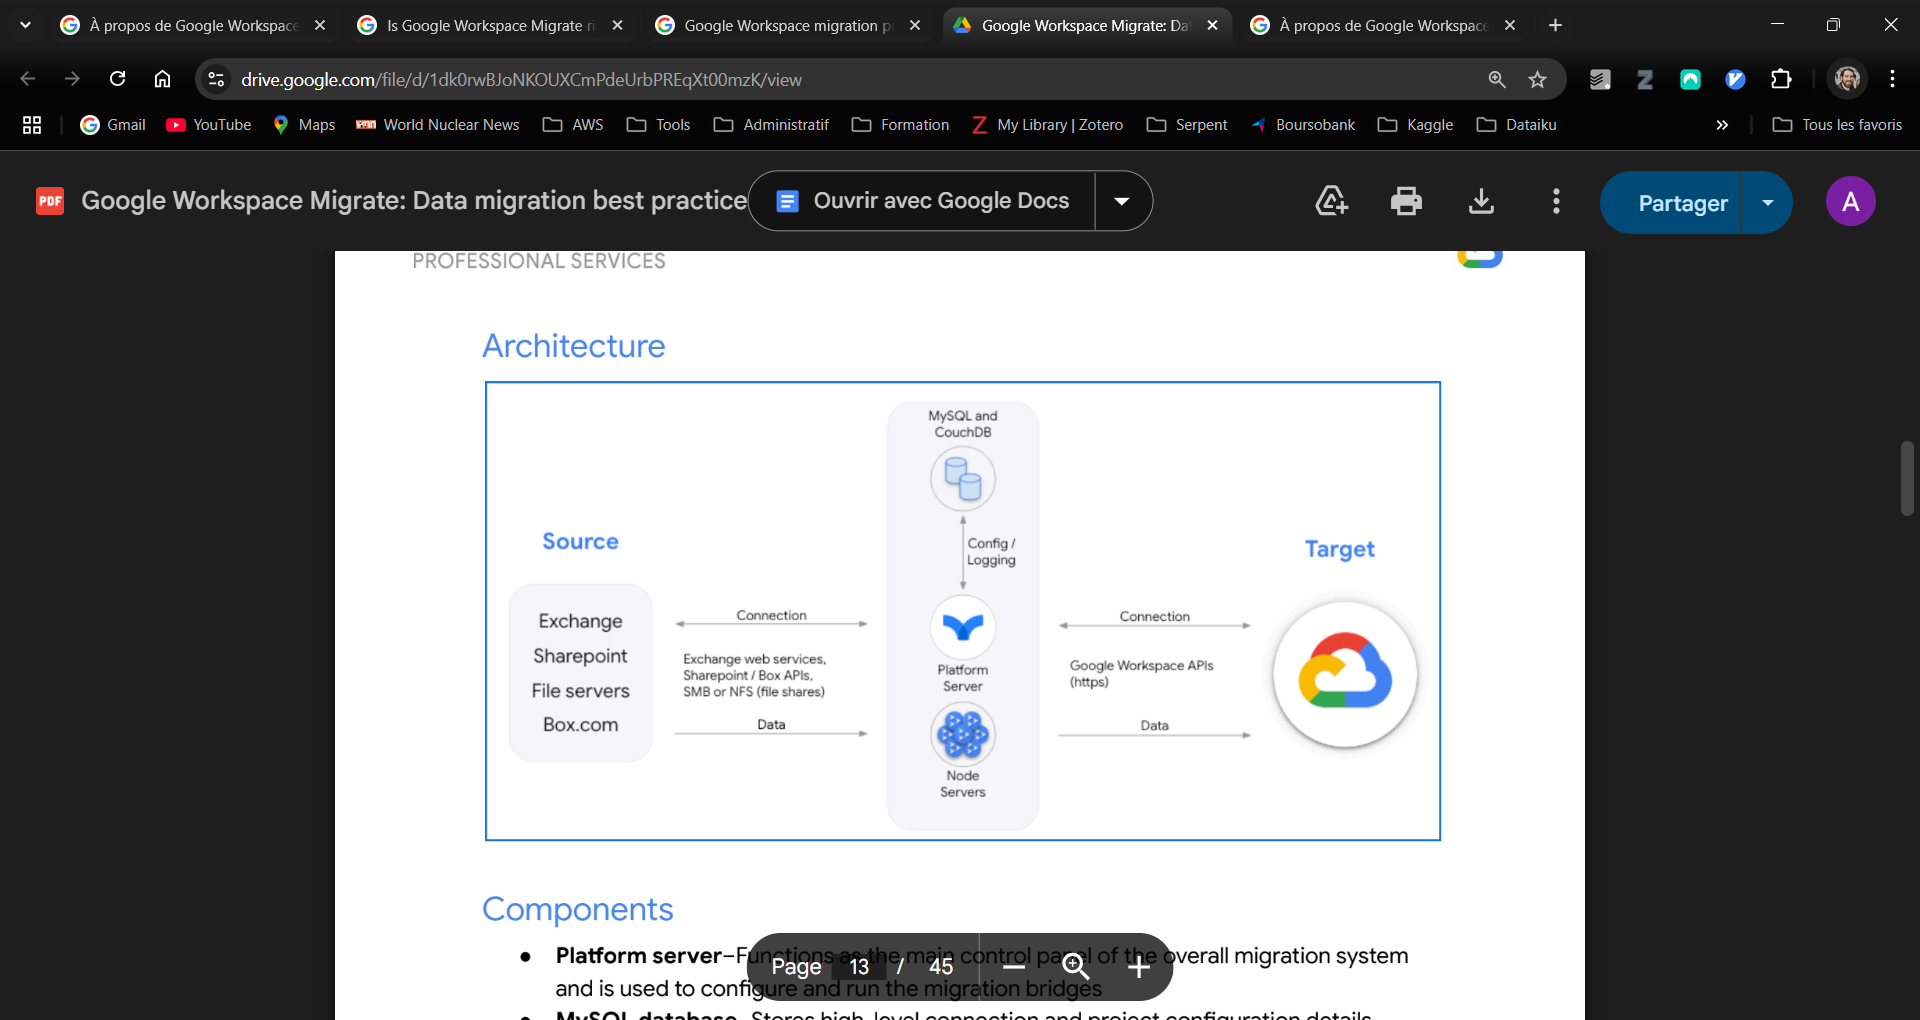 À propos de Google Workspace
Is Google Workspace Migrate ri
Google Workspace migration p
Google Workspace Migrate: Da
À propos de Google Workspace
drive.google.com/file/d/1dk0rwBJoNKOUXCmPdeUrbPREqXt00mzK/view
Gmail
YouTube
Maps
World Nuclear News
AWS
Tools
Administratif
Formation
My Library | Zotero
Serpent
Boursobank
Kaggle
Dataiku
Tous les favoris
PDF
Google Workspace Migrate: Data migration best practice
Ouvrir avec Google Docs
Partager
A
PROFESSIONAL SERVICES
Architecture
MySQL and
CouchDB
Config /
Logging
Source
Exchange
Sharepoint
File servers
Box.com
Connection
Exchange web services,
Sharepoint / Box APIs,
SMB or NFS (file shares)
Data
Platform
Server
Node
Servers
Connection
Google Workspace APIs
(https)
Data
Target
Components
● Platform server–Functions as the main control panel of the overall migration system
and is used to configure and run the migration bridges
● MySQL database–Stores high-level connection and project configuration details
Page 13 / 45